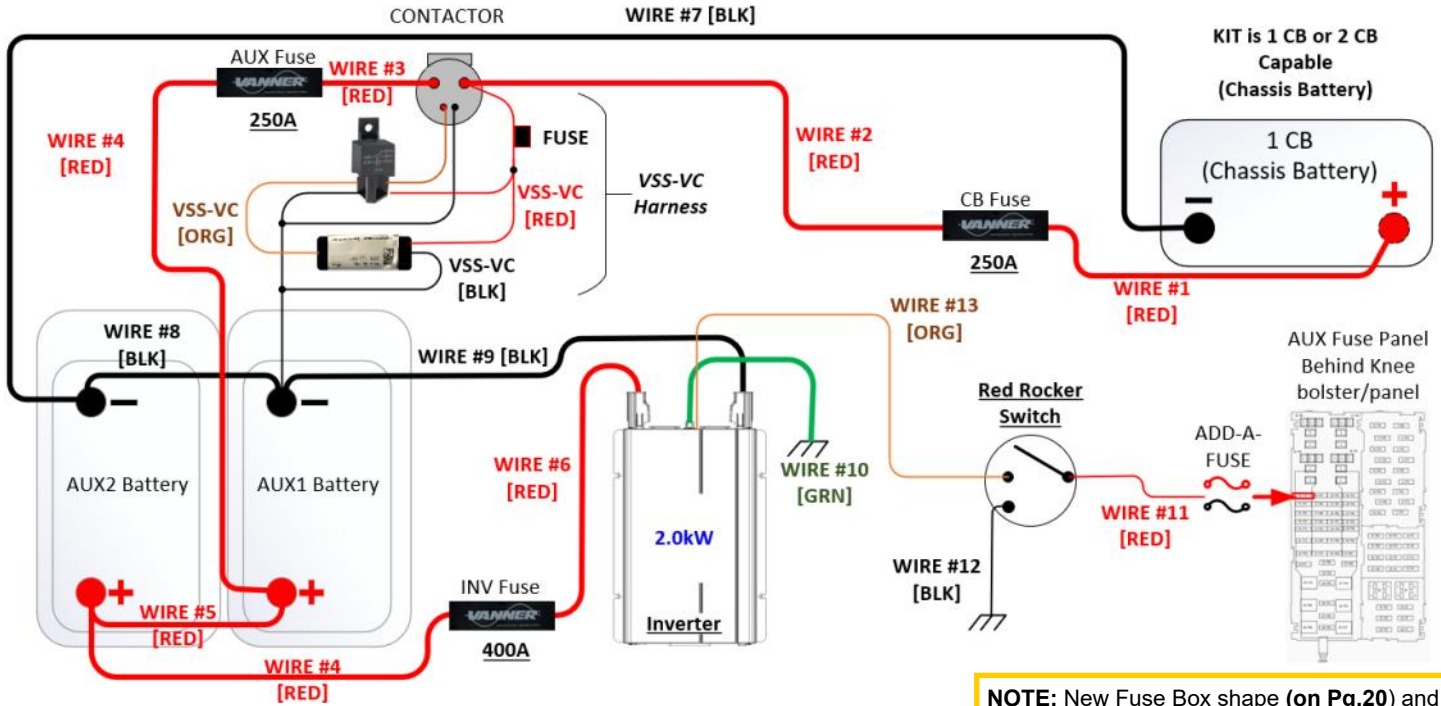 CONTACTOR
WIRE #7 [BLK]
KIT is 1 CB or 2 CB
Capable
(Chassis Battery)
AUX Fuse
VANNER
250A
WIRE #3
[RED]
WIRE #4
[RED]
FUSE
WIRE #2
[RED]
1 CB
(Chassis Battery)
VSS-VC
[RED]
VSS-VC
Harness
VSS-VC
[ORG]
CB Fuse
VANNER
250A
VSS-VC
[BLK]
WIRE #1
[RED]
WIRE #8
[BLK]
WIRE #9 [BLK]
WIRE #13
[ORG]
AUX Fuse Panel
Behind Knee
bolster/panel
Red Rocker
Switch
ADD-A-
FUSE
AUX2 Battery
AUX1 Battery
WIRE #6
[RED]
WIRE #10
[GRN]
WIRE #11
[RED]
2.0kW
WIRE #12
[BLK]
INV Fuse
VANNER
400A
Inverter
WIRE #5
[RED]
WIRE #4
[RED]
NOTE: New Fuse Box shape (on Pg.20) and